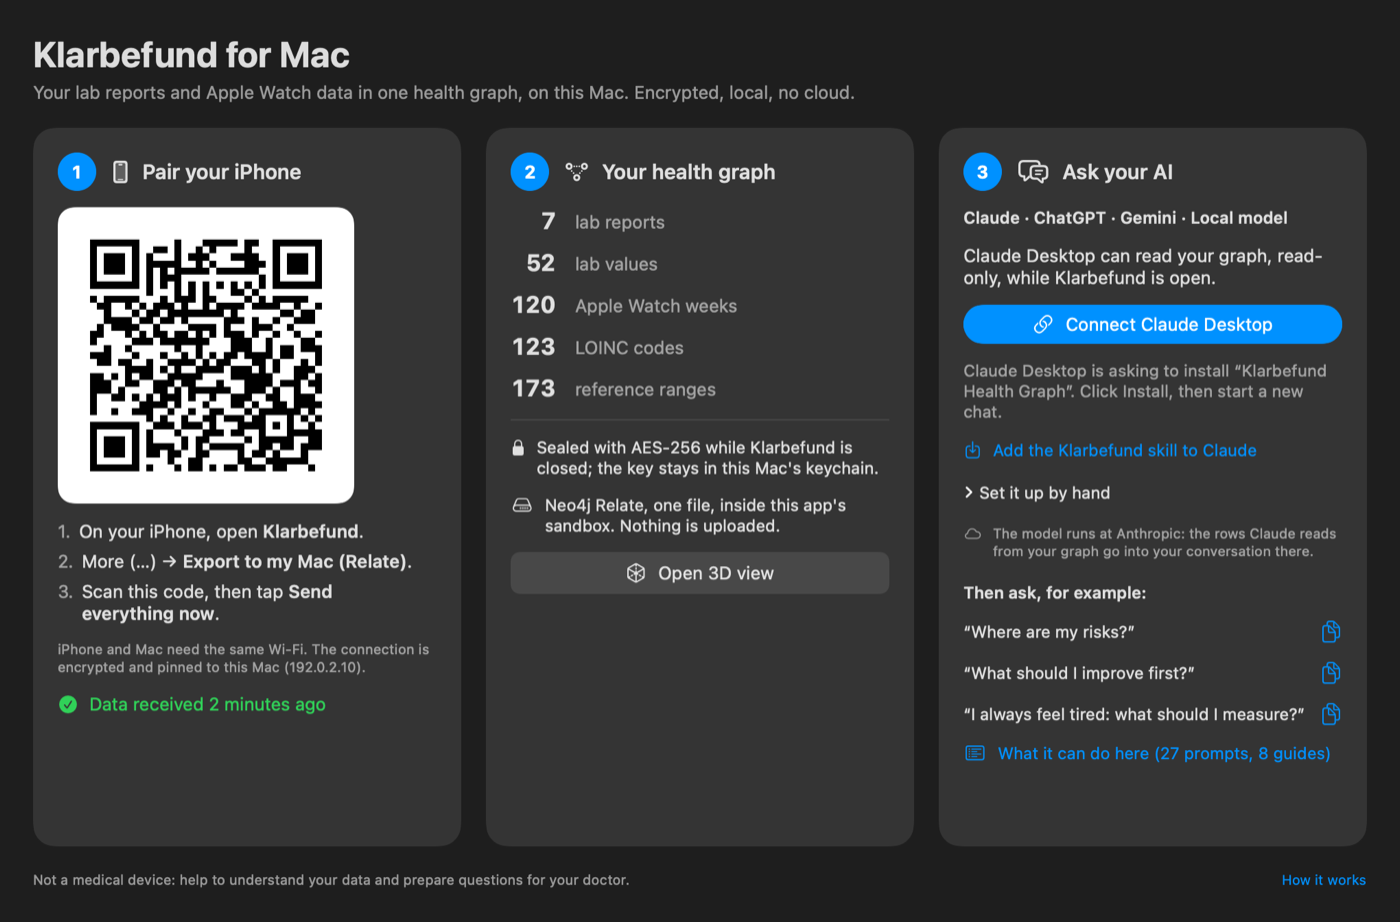 Klarbefund for Mac
Your lab reports and Apple Watch data in one health graph, on this Mac. Encrypted, local, no cloud.
1 Pair your iPhone
1. On your iPhone, open Klarbefund.
2. More (...) → Export to my Mac (Relate).
3. Scan this code, then tap Send
everything now.
iPhone and Mac need the same Wi-Fi. The connection is
encrypted and pinned to this Mac (192.0.2.10).
Data received 2 minutes ago
2 Your health graph
7 lab reports
52 lab values
120 Apple Watch weeks
123 LOINC codes
173 reference ranges
Sealed with AES-256 while Klarbefund is
closed; the key stays in this Mac's keychain.
Neo4j Relate, one file, inside this app's
sandbox. Nothing is uploaded.
Open 3D view
3 Ask your AI
Claude · ChatGPT · Gemini · Local model
Claude Desktop can read your graph, read-
only, while Klarbefund is open.
Connect Claude Desktop
Claude Desktop is asking to install “Klarbefund
Health Graph”. Click Install, then start a new
chat.
Add the Klarbefund skill to Claude
Set it up by hand
The model runs at Anthropic: the rows Claude reads
from your graph go into your conversation there.
Then ask, for example:
“Where are my risks?”
“What should I improve first?”
“I always feel tired: what should I measure?”
What it can do here (27 prompts, 8 guides)
Not a medical device: help to understand your data and prepare questions for your doctor.
How it works